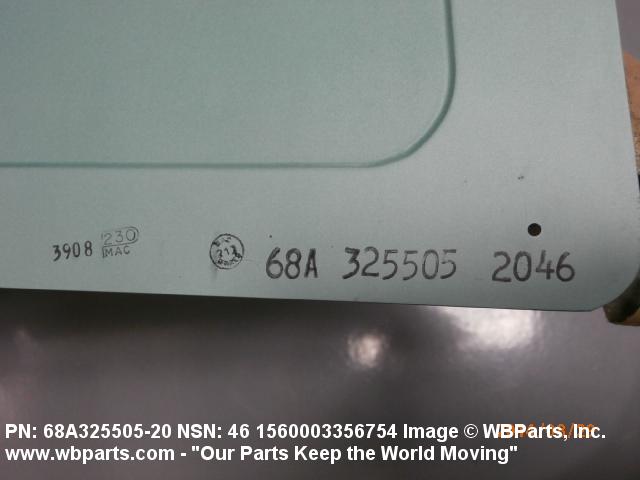 3908 230 MAC 212 68A 325505 2046
PN: 68A325505-20 NSN: 46 1560003356754 Image © WBParts, Inc.
www.wbparts.com - "Our Parts Keep the World Moving"